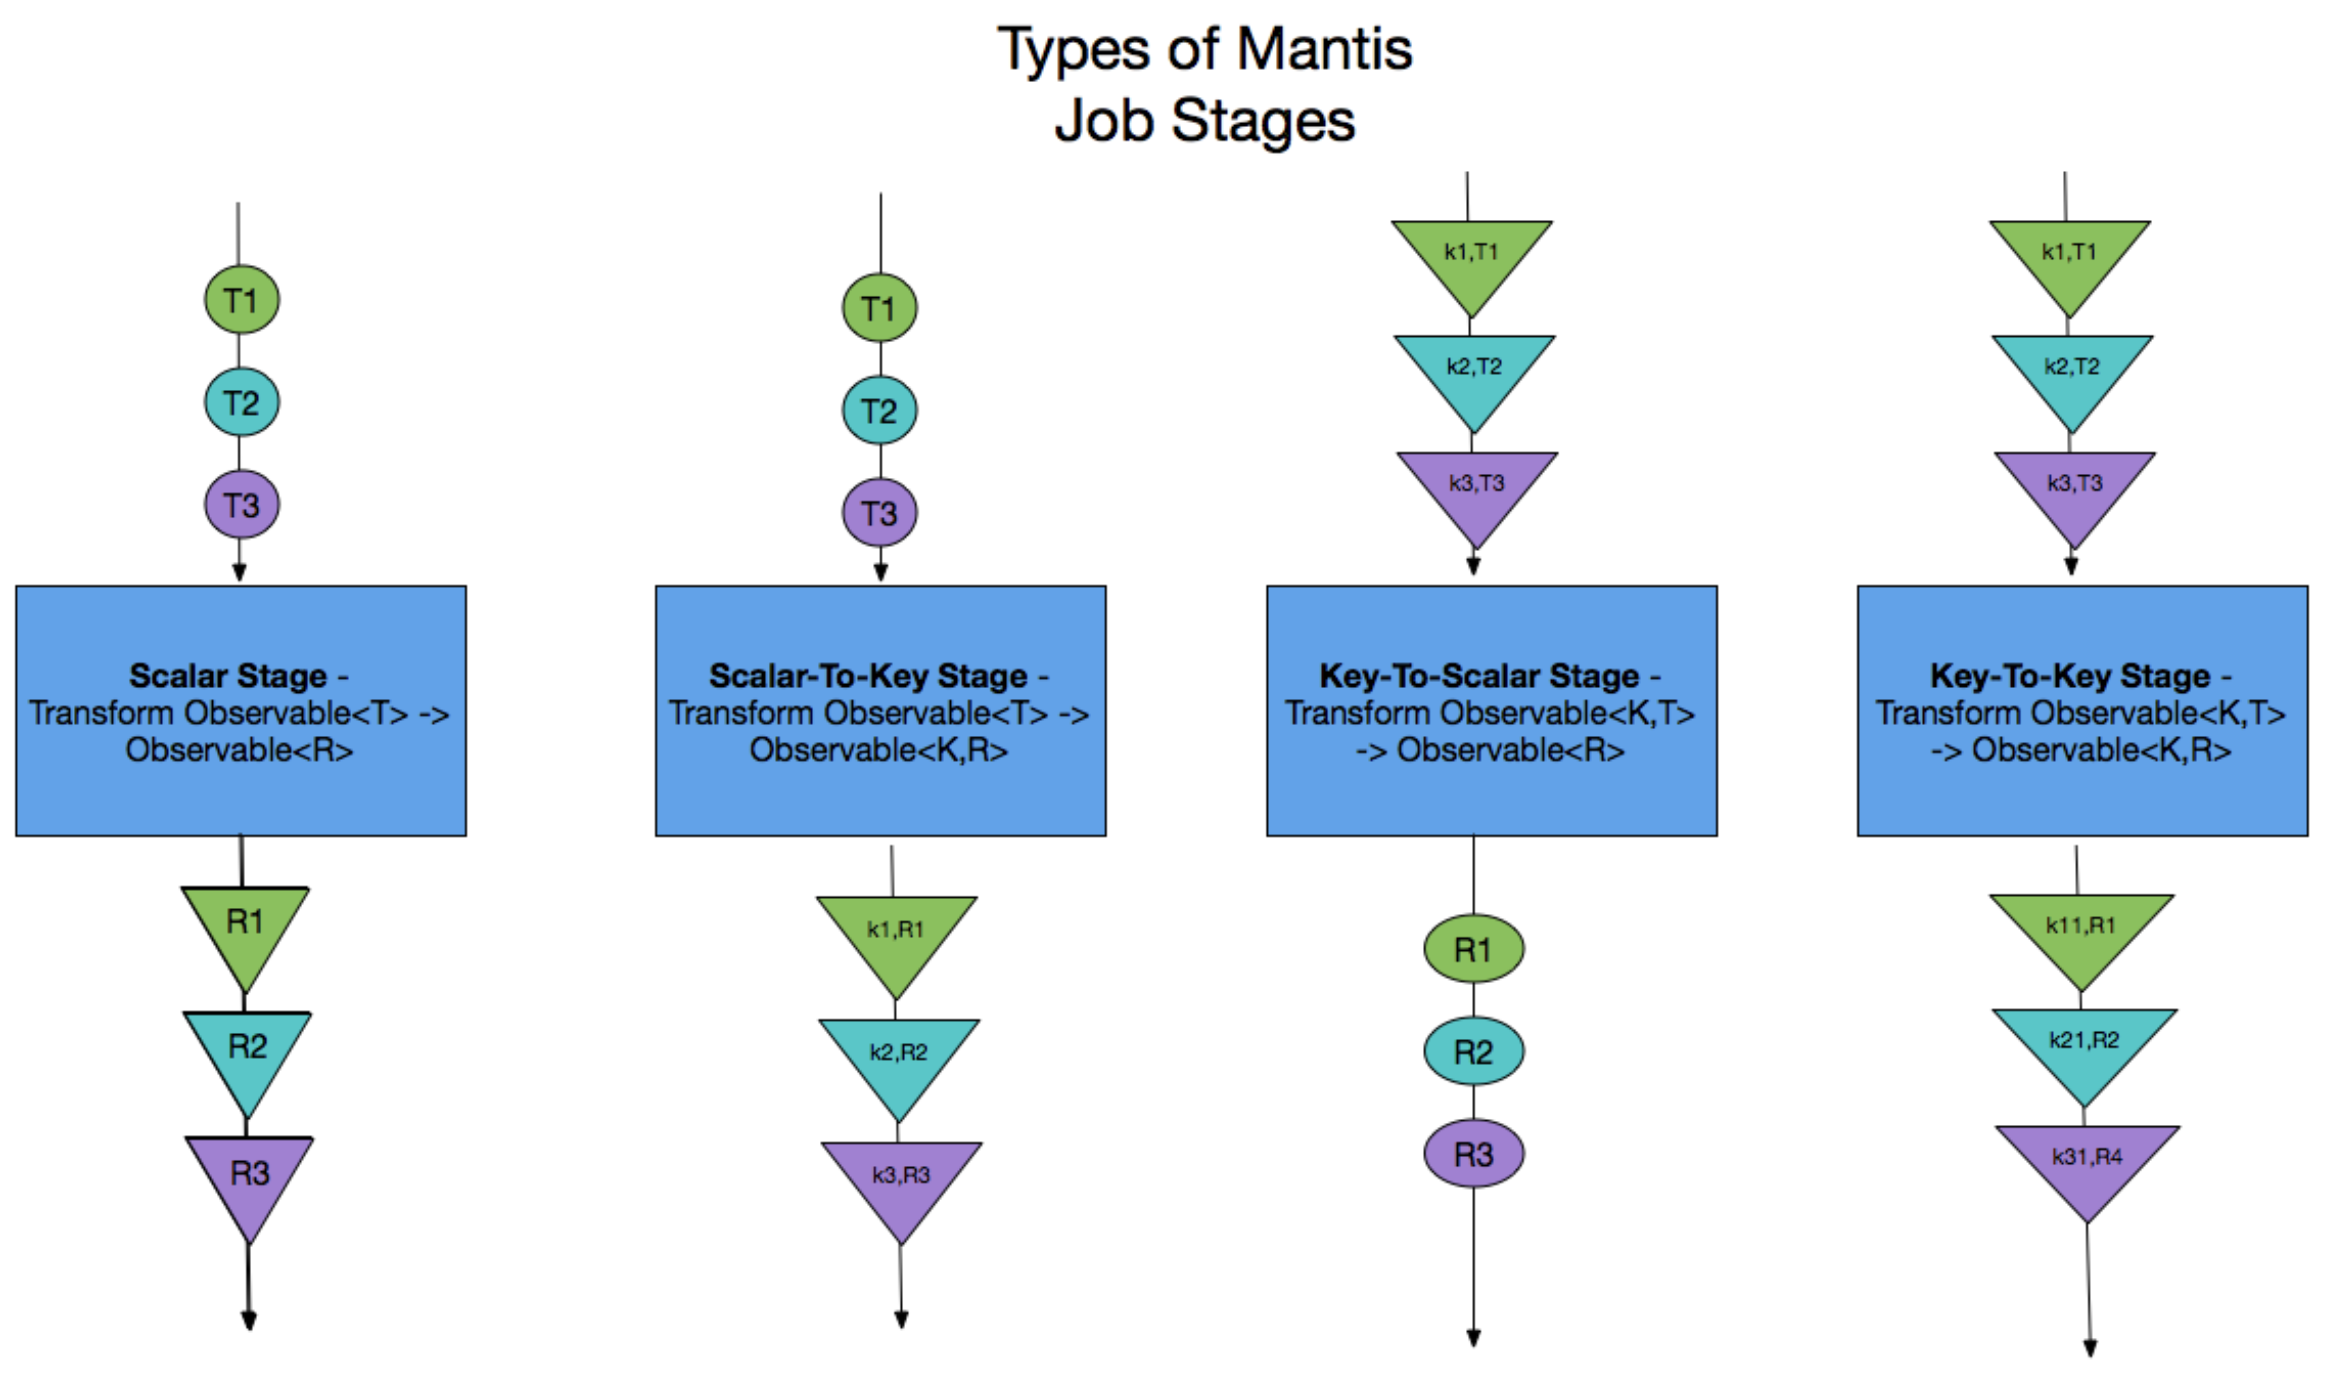 Types of Mantis
Job Stages
T1
T2
T3
Scalar Stage -
Transform Observable<T> ->
Observable<R>
R1
R2
R3
T1
T2
T3
Scalar-To-Key Stage -
Transform Observable<T> ->
Observable<K,R>
k1,R1
k2,R2
k3,R3
k1,T1
k2,T2
k3,T3
Key-To-Scalar Stage -
Transform Observable<K,T>
-> Observable<R>
R1
R2
R3
k1,T1
k2,T2
k3,T3
Key-To-Key Stage -
Transform Observable<K,T>
-> Observable<K,R>
k11,R1
k21,R2
k31,R4